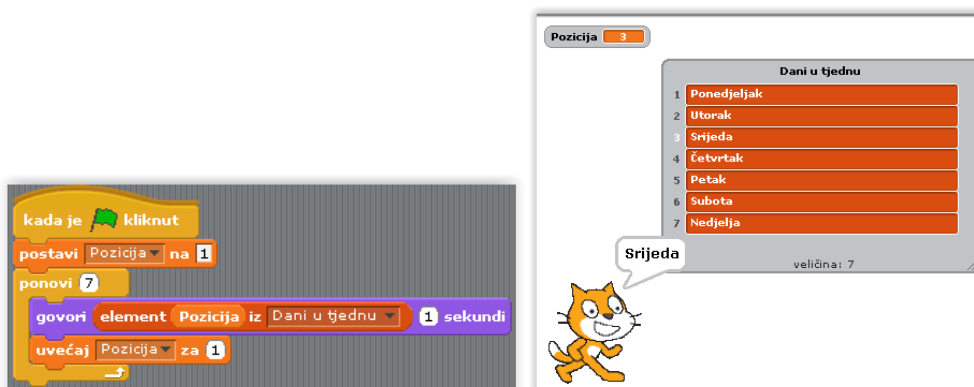 kada je kliknut
postavi Pozicija na 1
ponovi 7
govori element Pozicija iz Dani u tjednu 1 sekundi
uvećaj Pozicija za 1
Pozicija 3
Dani u tjednu
1 Ponedjeljak
2 Utorak
3 Srijeda
4 Četvrtak
5 Petak
6 Subota
7 Nedjelja
veličina: 7
Srijeda